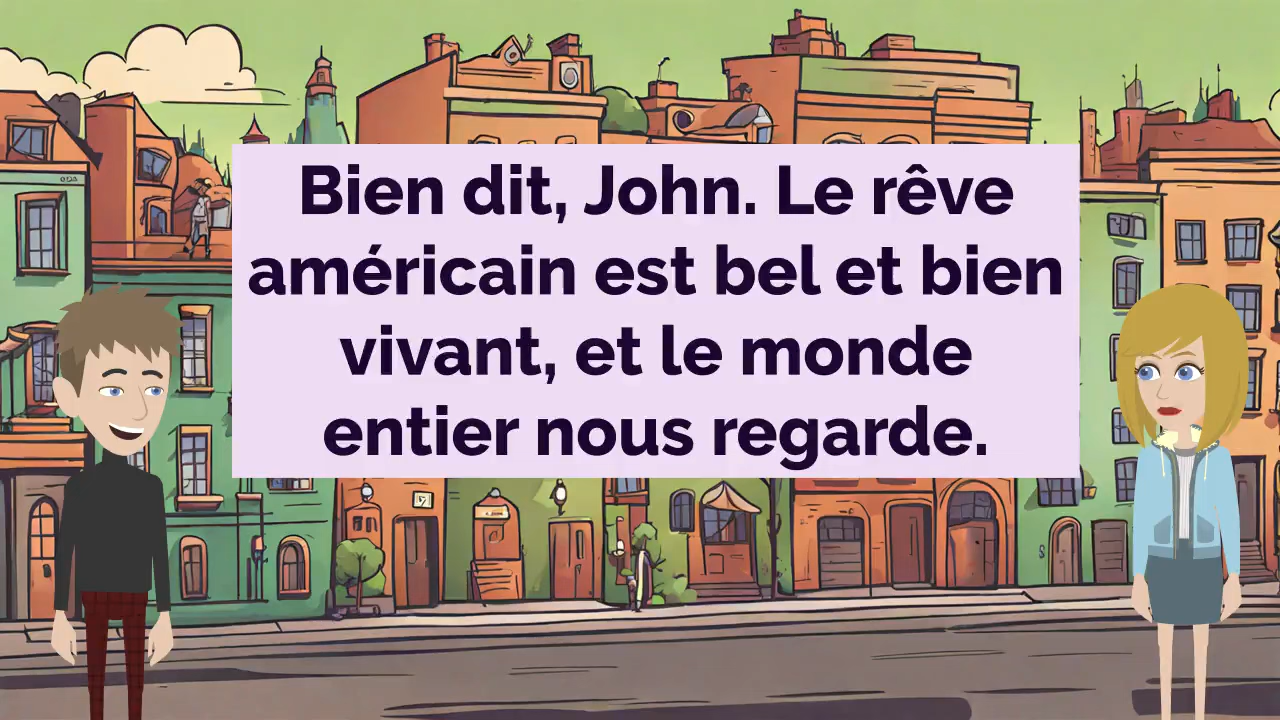 Bien dit, John. Le rêve
américain est bel et bien
vivant, et le monde
entier nous regarde.